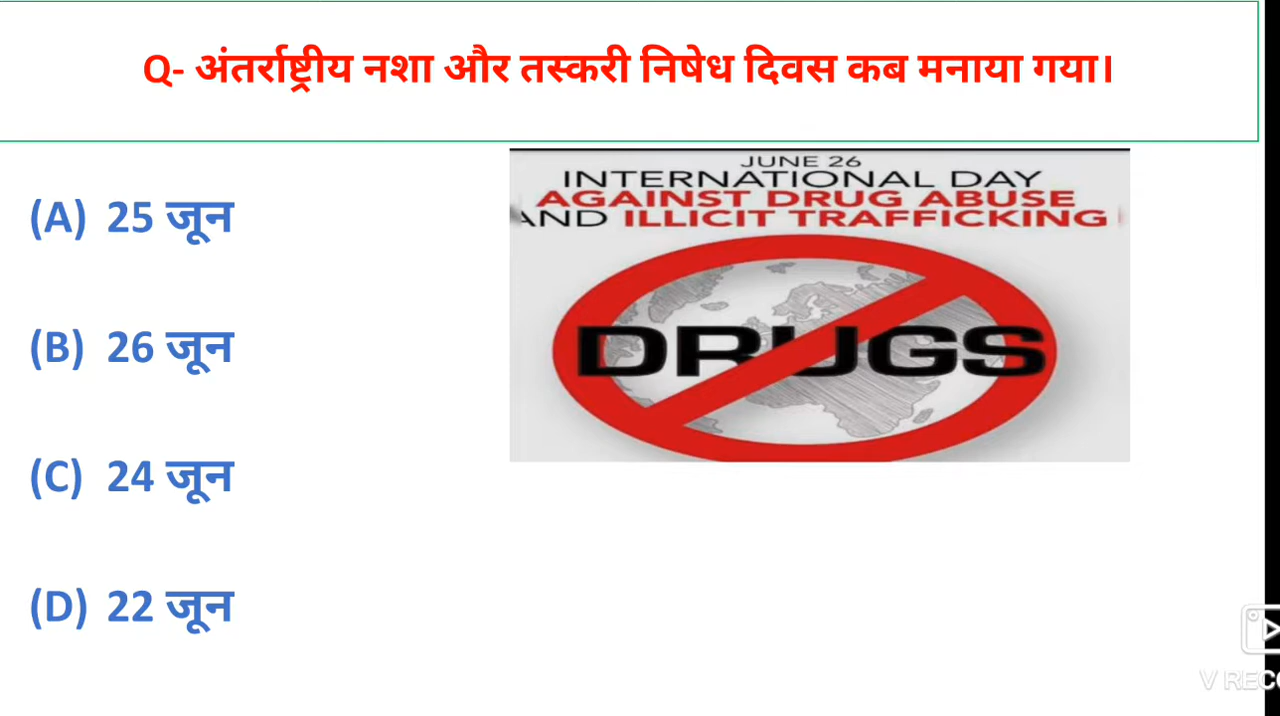 Q- अंतर्राष्ट्रीय नशा और तस्करी निषेध दिवस कब मनाया गया।
JUNE 26
INTERNATIONAL DAY
AGAINST DRUG ABUSE
AND ILLICIT TRAFFICKING
DRUGS
(A) 25 जून
(B) 26 जून
(C) 24 जून
(D) 22 जून